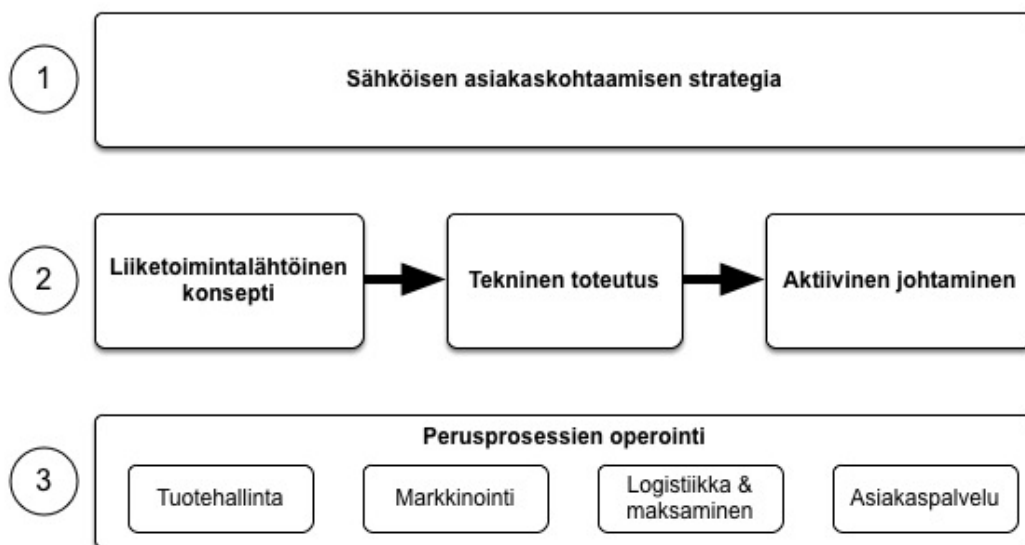 1
Sähköisen asiakaskohtaamisen strategia
2
Liiketoimintalähtöinen
konsepti
Tekninen toteutus
Aktiivinen johtaminen
3
Perusprosessien operointi
Tuotehallinta
Markkinointi
Logistiikka &
maksaminen
Asiakaspalvelu